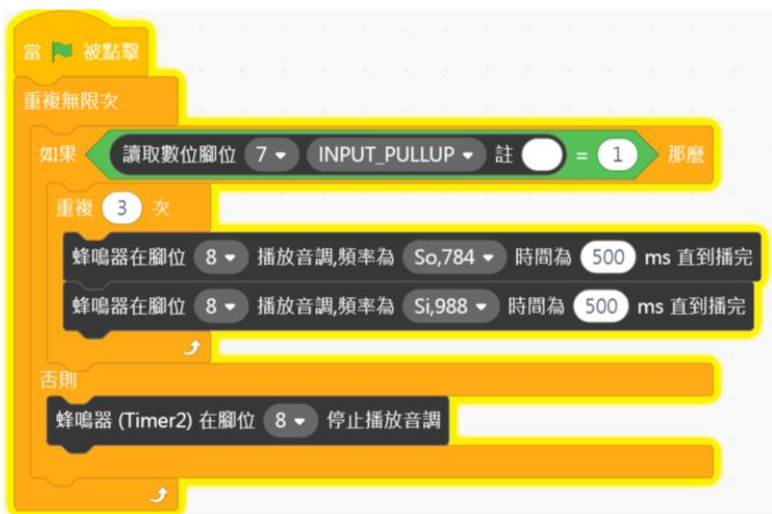 當 被點擊
重複無限次
如果 讀取數位腳位 7 INPUT_PULLUP 註 = 1 那麼
重複 3 次
蜂鳴器在腳位 8 播放音調,頻率為 So,784 時間為 500 ms 直到播完
蜂鳴器在腳位 8 播放音調,頻率為 Si,988 時間為 500 ms 直到播完
否則
蜂鳴器 (Timer2) 在腳位 8 停止播放音調